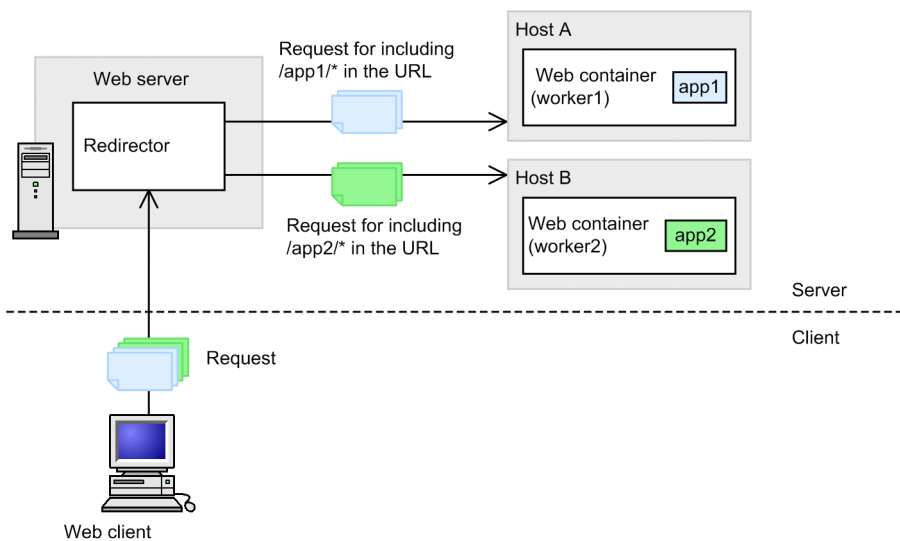 Web server
Redirector
Request for including
/app1/* in the URL
Request for including
/app2/* in the URL
Host A
Web container
(worker1)
app1
Host B
Web container
(worker2)
app2
Server
Client
Request
Web client